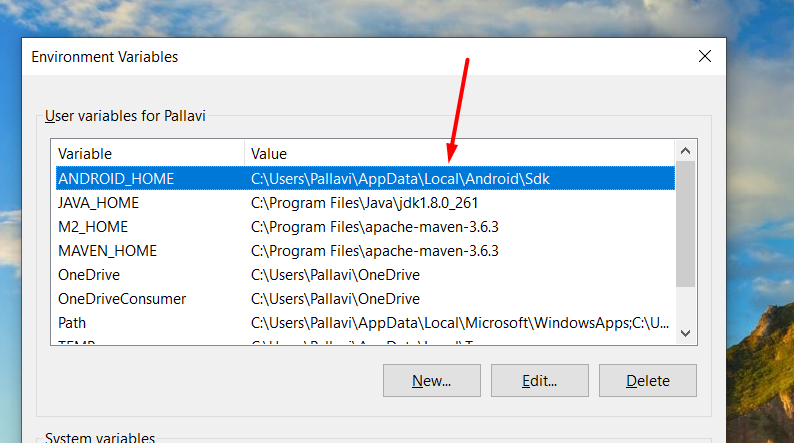 Environment Variables
User variables for Pallavi
Variable Value
ANDROID_HOME C:\Users\Pallavi\AppData\Local\Android\Sdk
JAVA_HOME C:\Program Files\Java\jdk1.8.0_261
M2_HOME C:\Program Files\apache-maven-3.6.3
MAVEN_HOME C:\Program Files\apache-maven-3.6.3
OneDrive C:\Users\Pallavi\OneDrive
OneDriveConsumer C:\Users\Pallavi\OneDrive
Path C:\Users\Pallavi\AppData\Local\Microsoft\WindowsApps;C:\U...
New... Edit... Delete
System variables